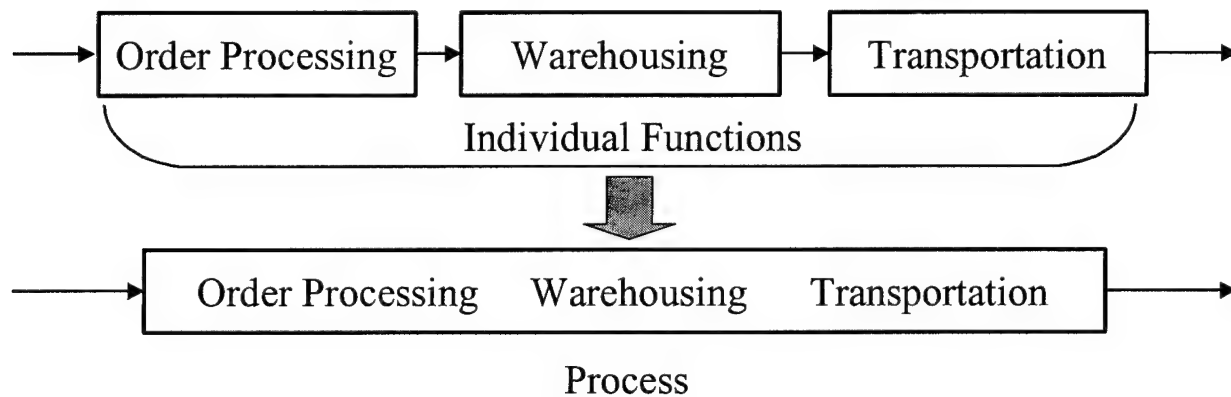 Order Processing Warehousing Transportation
Individual Functions
Order Processing Warehousing Transportation
Process